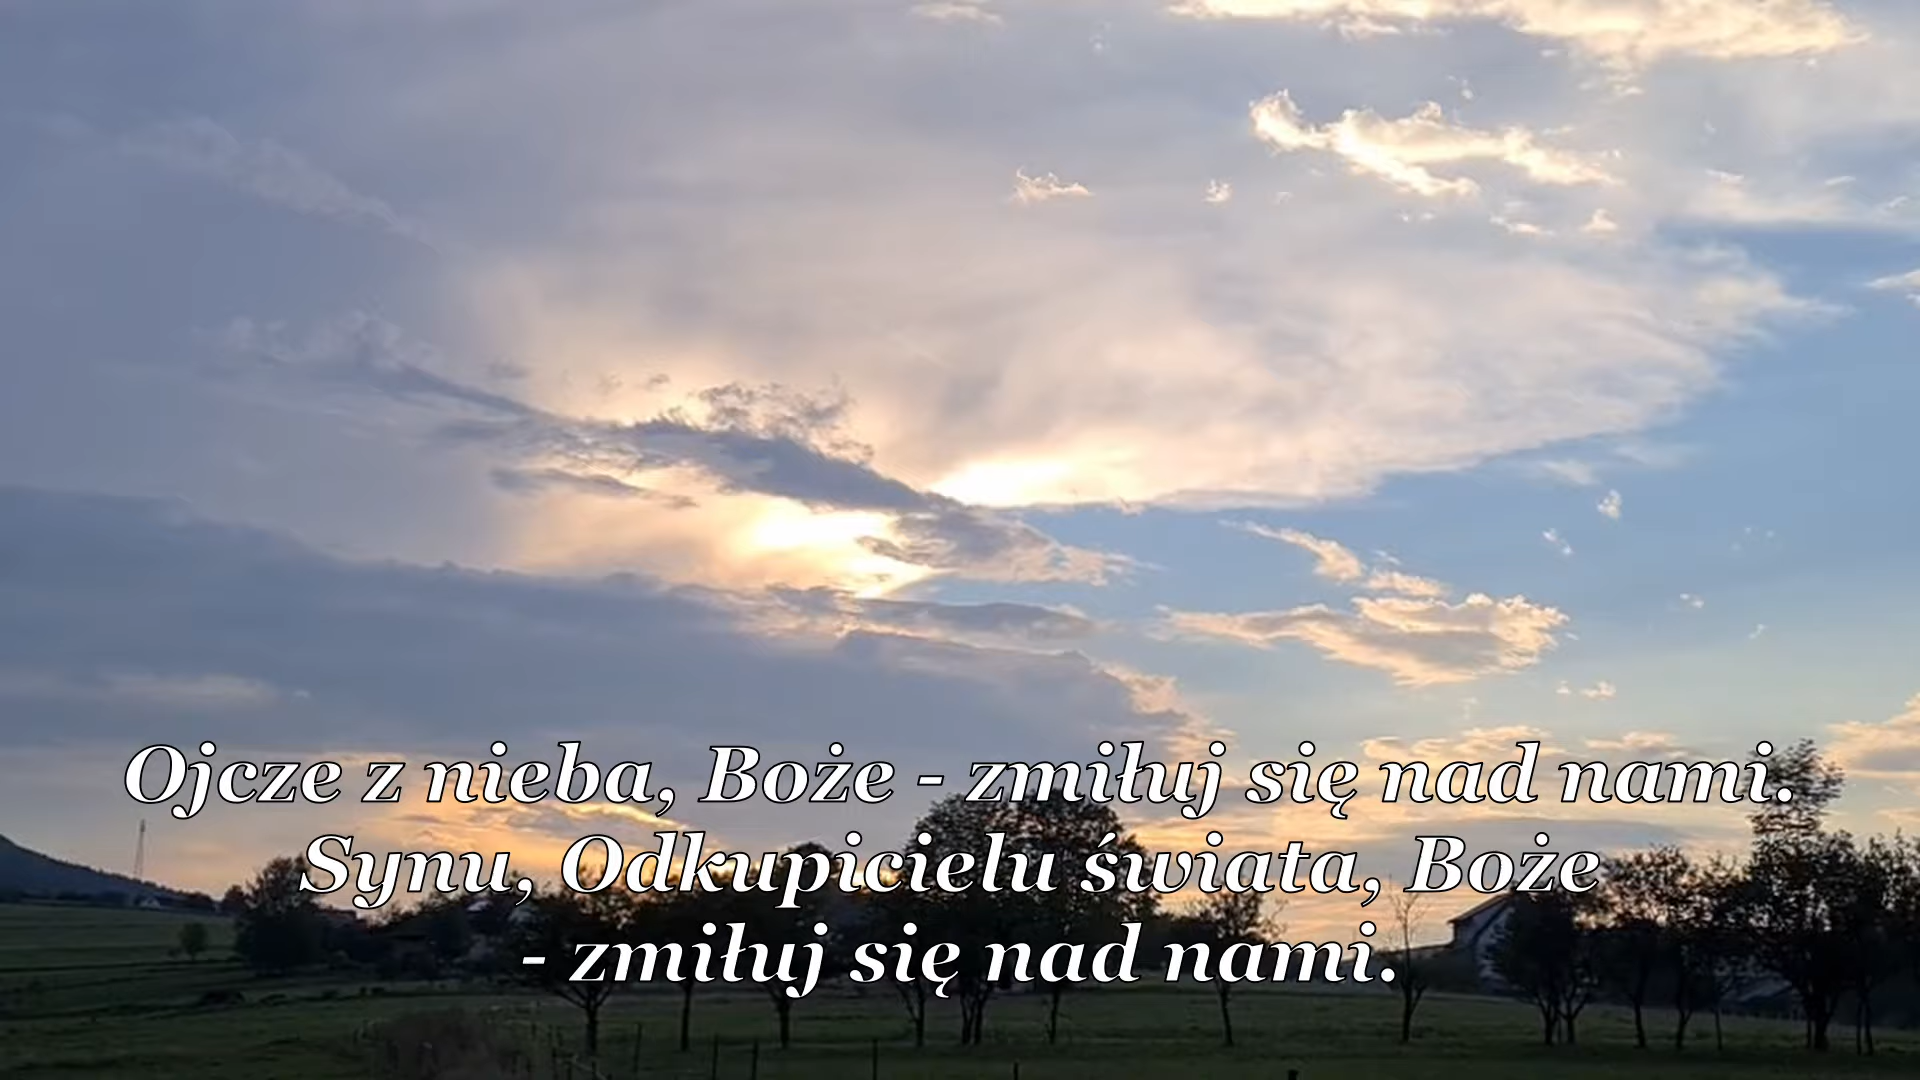 Ojcze z nieba, Boże - zmiłuj się nad nami.
Synu, Odkupicielu świata, Boże
- zmiłuj się nad nami.